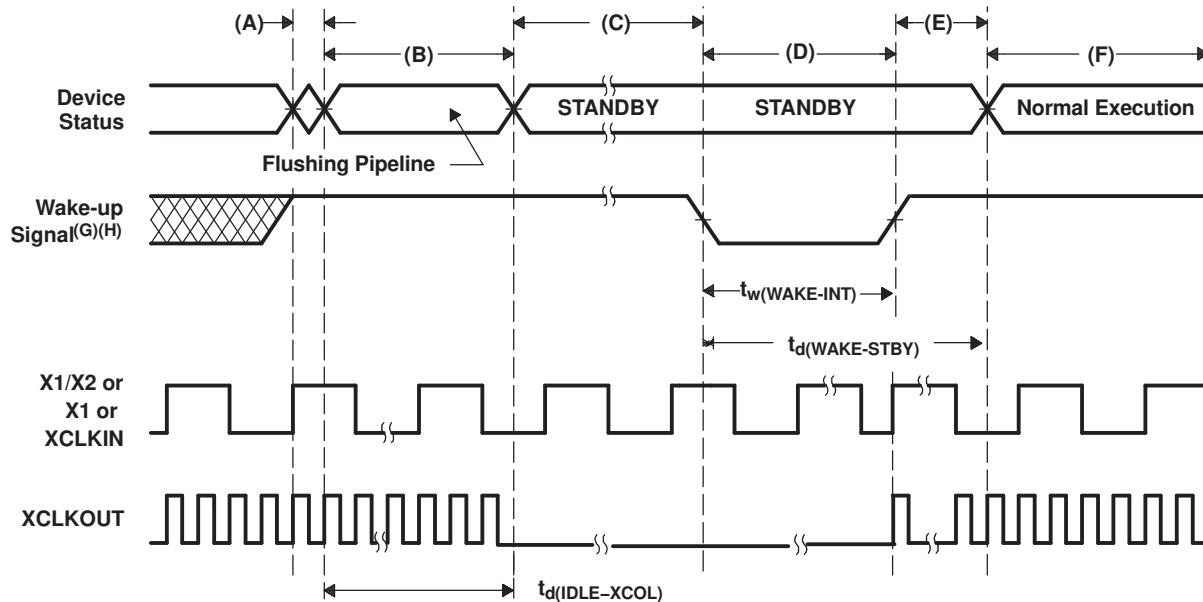 (A)
(C)
(E)
(B)
(D)
(F)
Device
Status
STANDBY
STANDBY
Normal Execution
Flushing Pipeline
Wake-up
Signal(G)(H)
tw(WAKE-INT)
td(WAKE-STBY)
X1/X2 or
X1 or
XCLKIN
XCLKOUT
td(IDLE−XCOL)